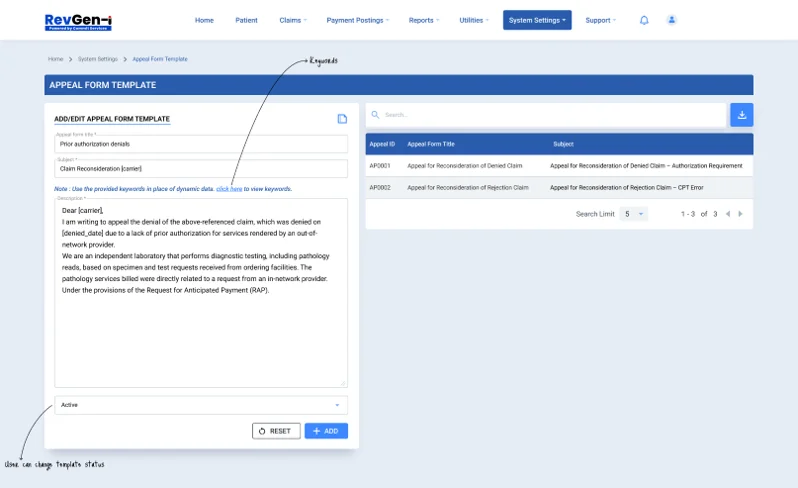 RevGen-i
Powered by Commit Services
Home Patient Claims Payment Postings Reports Utilities System Settings Support
Keywords
Home > System Settings > Appeal Form Template
APPEAL FORM TEMPLATE
ADD/EDIT APPEAL FORM TEMPLATE
Appeal form title *
Prior authorization denials
Subject *
Claim Reconsideration [carrier]
Note : Use the provided keywords in place of dynamic data. click here to view keywords.
Description *
Dear [carrier],
I am writing to appeal the denial of the above-referenced claim, which was denied on
[denied_date] due to a lack of prior authorization for services rendered by an out-of-
network provider.
We are an independent laboratory that performs diagnostic testing, including pathology
reads, based on specimen and test requests received from ordering facilities. The
pathology services billed were directly related to a request from an in-network provider.
Under the provisions of the Request for Anticipated Payment (RAP).
Active
RESET
+ ADD
User can change template status
Search...
Appeal ID Appeal Form Title Subject
AP0001 Appeal for Reconsideration of Denied Claim Appeal for Reconsideration of Denied Claim – Authorization Requirement
AP0002 Appeal for Reconsideration of Rejection Claim Appeal for Reconsideration of Rejection Claim – CPT Error
Search Limit 5 1 - 3 of 3